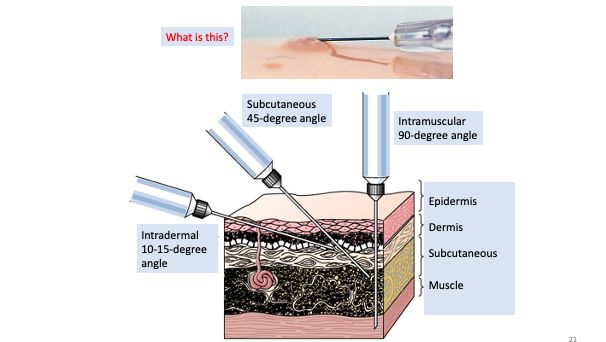 What is this?
Subcutaneous
45-degree angle
Intramuscular
90-degree angle
Intradermal
10-15-degree
angle
Epidermis
Dermis
Subcutaneous
Muscle
21